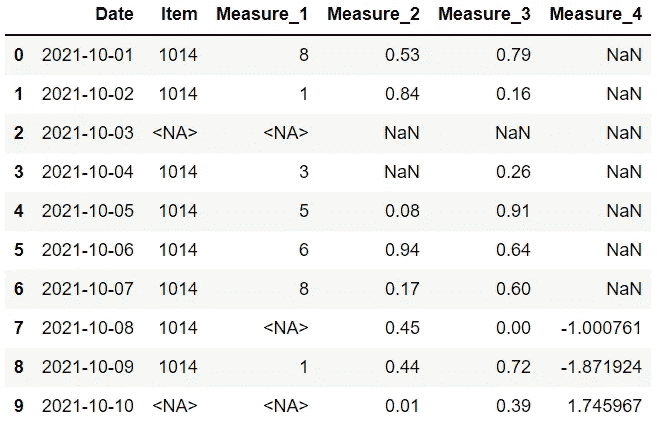 Date Item Measure_1 Measure_2 Measure_3 Measure_4
0 2021-10-01 1014 8 0.53 0.79 NaN
1 2021-10-02 1014 1 0.84 0.16 NaN
2 2021-10-03 <NA> <NA> NaN NaN NaN
3 2021-10-04 1014 3 NaN 0.26 NaN
4 2021-10-05 1014 5 0.08 0.91 NaN
5 2021-10-06 1014 6 0.94 0.64 NaN
6 2021-10-07 1014 8 0.17 0.60 NaN
7 2021-10-08 1014 <NA> 0.45 0.00 -1.000761
8 2021-10-09 1014 1 0.44 0.72 -1.871924
9 2021-10-10 <NA> <NA> 0.01 0.39 1.745967